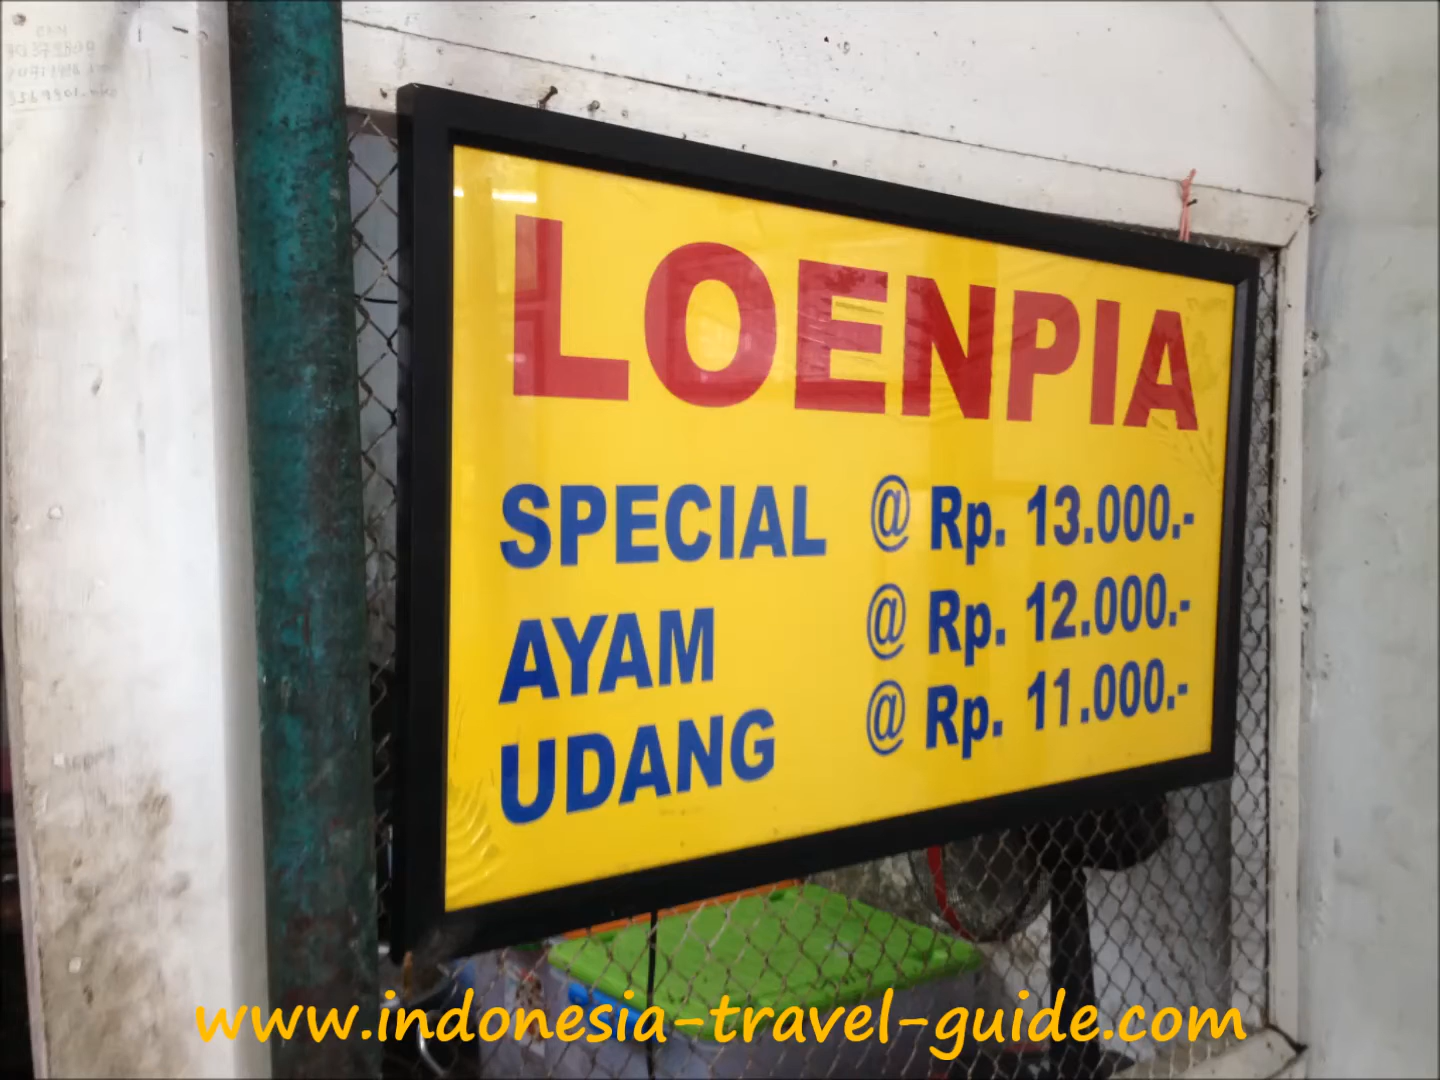 LOENPIA
SPECIAL @ Rp. 13.000.-
AYAM @ Rp. 12.000.-
UDANG @ Rp. 11.000.-
www.indonesia-travel-guide.com